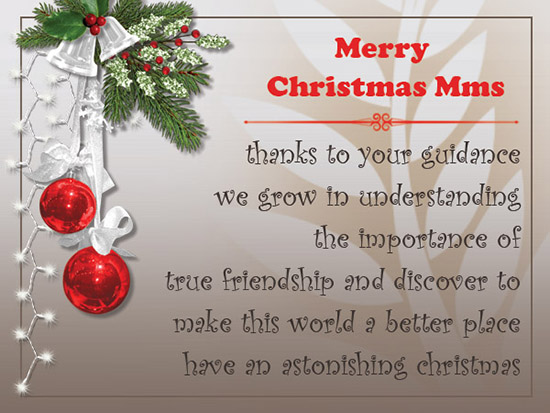 Merry
Christmas Mms
thanks to your guidance
we grow in understanding
the importance of
true friendship and discover to
make this world a better place
have an astonishing christmas